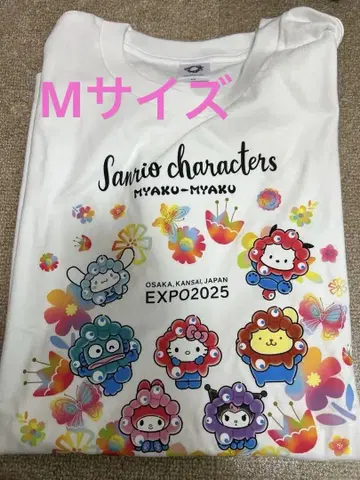 Mサイズ
Sanrio characters
MYAKU-MYAKU
OSAKA, KANSAI, JAPAN
EXPO2025